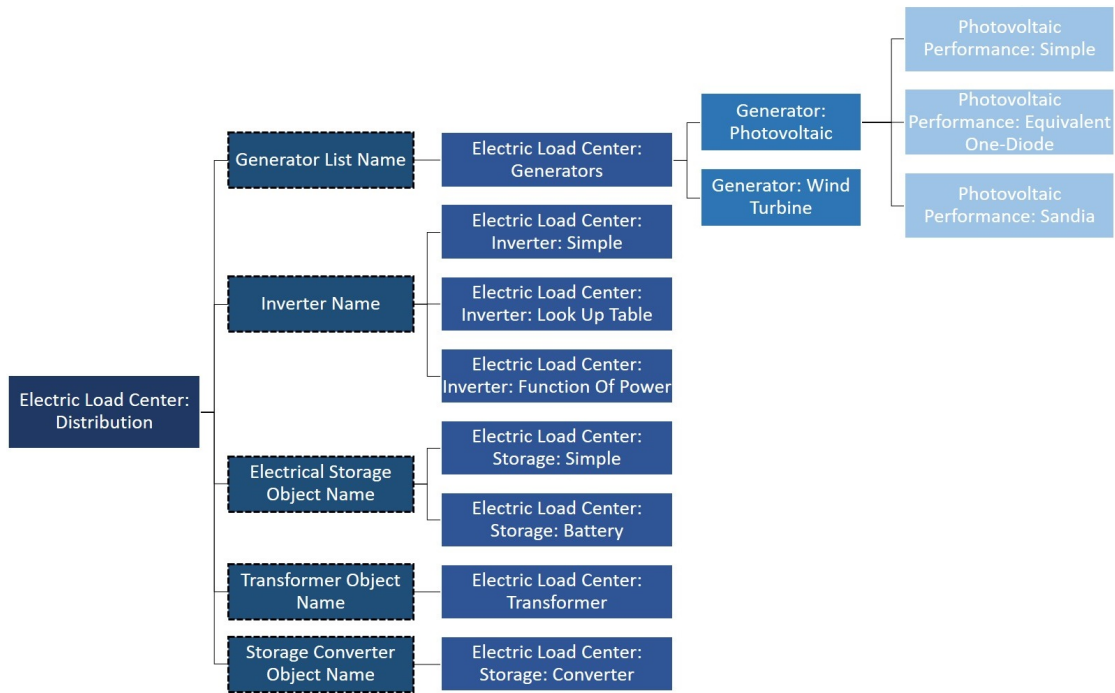 Electric Load Center:
Distribution
Generator List Name
Inverter Name
Electrical Storage
Object Name
Transformer Object
Name
Storage Converter
Object Name
Electric Load Center:
Generators
Electric Load Center:
Inverter: Simple
Electric Load Center:
Inverter: Look Up Table
Electric Load Center:
Inverter: Function Of Power
Electric Load Center:
Storage: Simple
Electric Load Center:
Storage: Battery
Electric Load Center:
Transformer
Electric Load Center:
Storage: Converter
Generator:
Photovoltaic
Generator: Wind
Turbine
Photovoltaic
Performance: Simple
Photovoltaic
Performance: Equivalent
One-Diode
Photovoltaic
Performance: Sandia